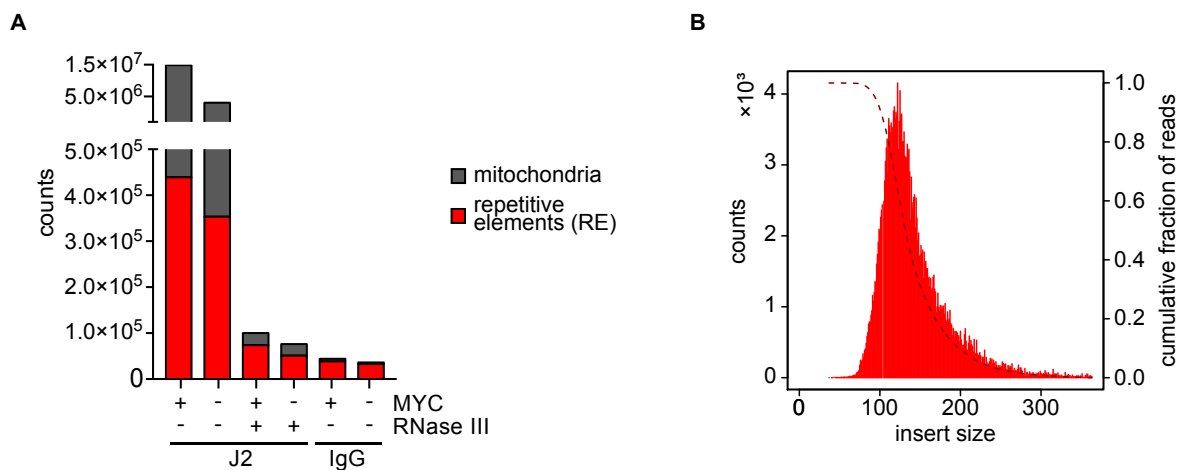 A
1.5×10⁷
5.0×10⁶
5.0×10⁵
4.0×10⁵
3.0×10⁵
2.0×10⁵
1.0×10⁵
0
counts
mitochondria
repetitive
elements (RE)
+ - + - + - MYC
- - + + - - RNase III
J2 IgG
B
×10³
4
3
2
1
0
counts
1.0
0.8
0.6
0.4
0.2
0.0
cumulative fraction of reads
0 100 200 300
insert size